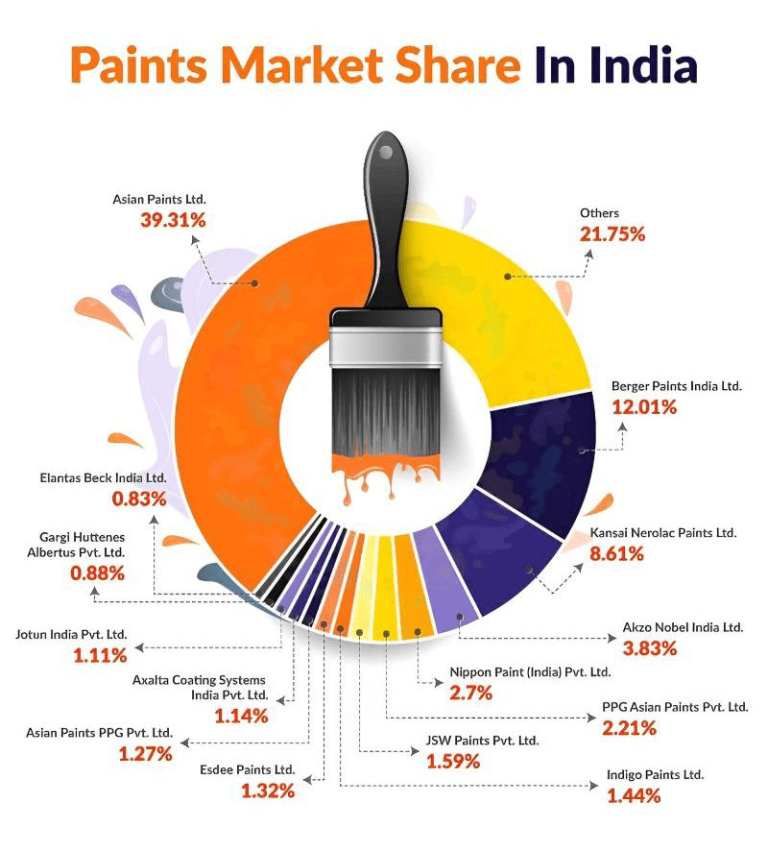 Paints Market Share In India
Asian Paints Ltd.
39.31%
Others
21.75%
Berger Paints India Ltd.
12.01%
Elantas Beck India Ltd.
0.83%
Kansai Nerolac Paints Ltd.
8.61%
Gargi Huttenes
Albertus Pvt. Ltd.
0.88%
Akzo Nobel India Ltd.
3.83%
Jotun India Pvt. Ltd.
1.11%
Nippon Paint (India) Pvt. Ltd.
2.7%
Axalta Coating Systems
India Pvt. Ltd.
1.14%
PPG Asian Paints Pvt. Ltd.
2.21%
Asian Paints PPG Pvt. Ltd.
1.27%
JSW Paints Pvt. Ltd.
1.59%
Esdee Paints Ltd.
1.32%
Indigo Paints Ltd.
1.44%